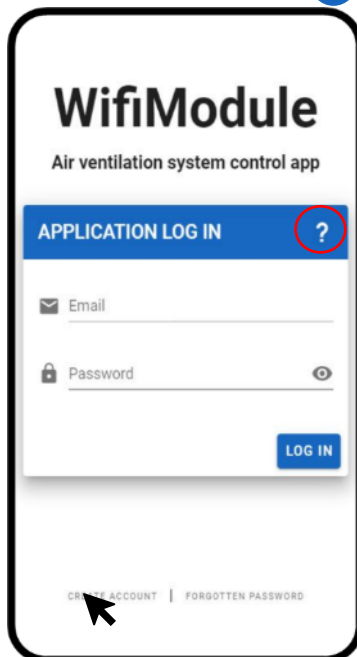 WifiModule
Air ventilation system control app
APPLICATION LOG IN ?
Email
Password
LOG IN
CREATE ACCOUNT | FORGOTTEN PASSWORD